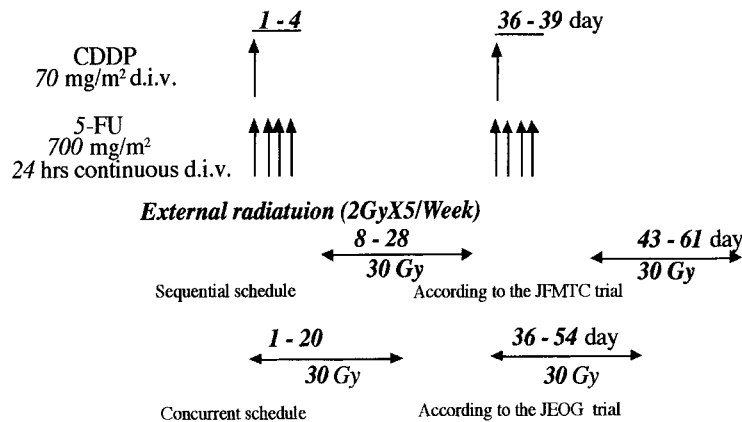 1 - 4
36 - 39 day
CDDP
70 mg/m² d.i.v.
5-FU
700 mg/m²
24 hrs continuous d.i.v.
External radiatuion (2GyX5/Week)
8 - 28
43 - 61 day
30 Gy
30 Gy
Sequential schedule
According to the JFMTC trial
1 - 20
36 - 54 day
30 Gy
30 Gy
Concurrent schedule
According to the JEOG trial